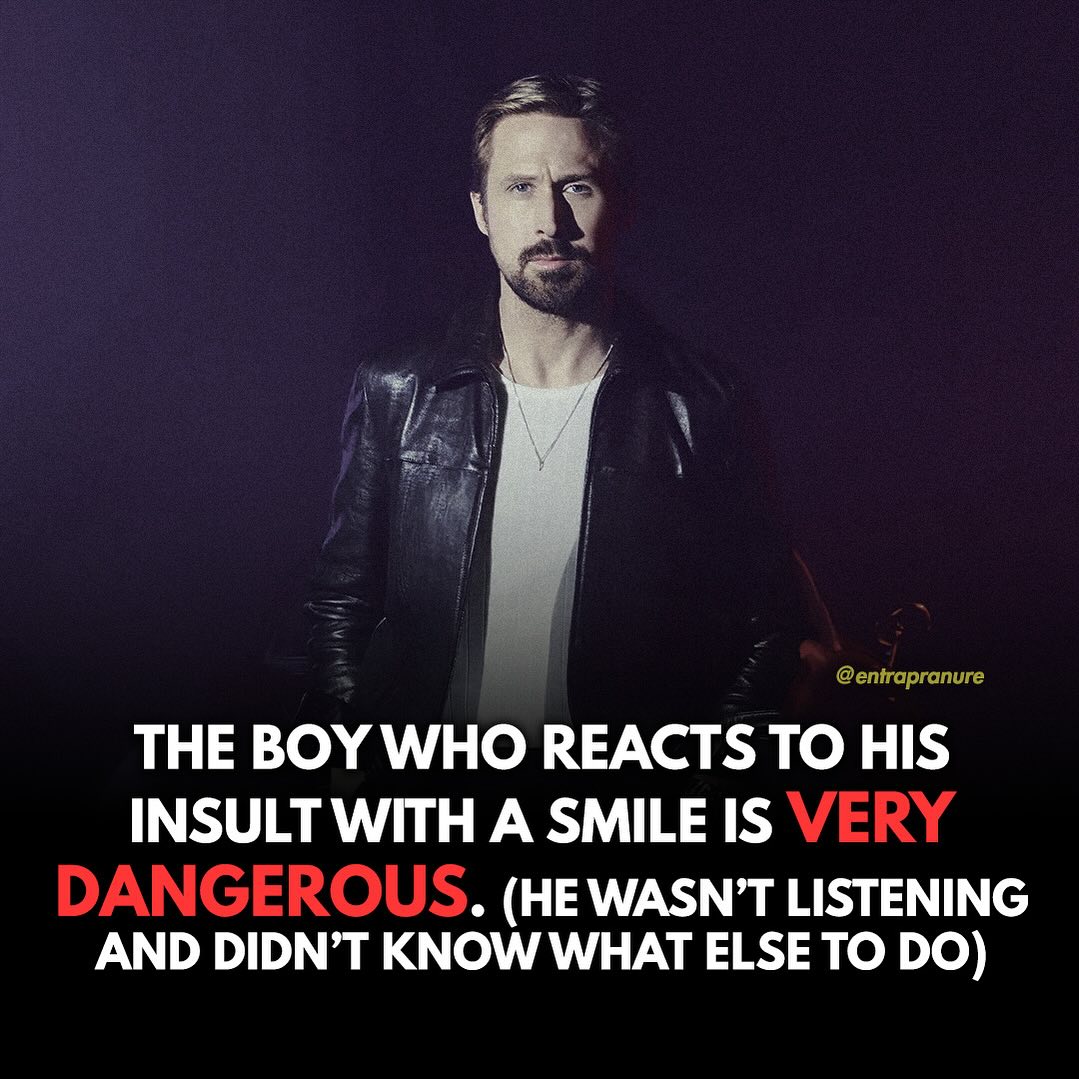 @entrapranure
THE BOY WHO REACTS TO HIS
INSULT WITH A SMILE IS VERY
DANGEROUS. (HE WASN’T LISTENING
AND DIDN’T KNOW WHAT ELSE TO DO)